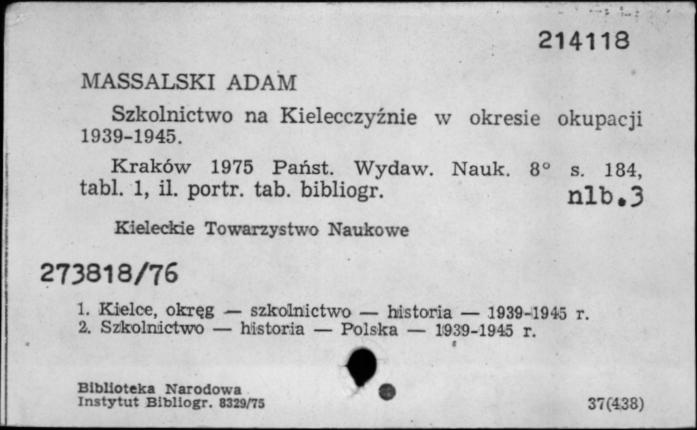 214118
MASSALSKI ADAM
Szkolnictwo na Kielecczyźnie w okresie okupacji
1939-1945.
Kraków 1975 Państ. Wydaw. Nauk. 8° s. 184,
tabl. 1, il. portr. tab. bibliogr. nlb.3
Kieleckie Towarzystwo Naukowe
273818/76
1. Kielce, okręg — szkolnictwo — historia — 1939-1945 r.
2. Szkolnictwo — historia — Polska — 1939-1945 r.
Biblioteka Narodowa
Instytut Bibliogr. 8329/75 37(438)